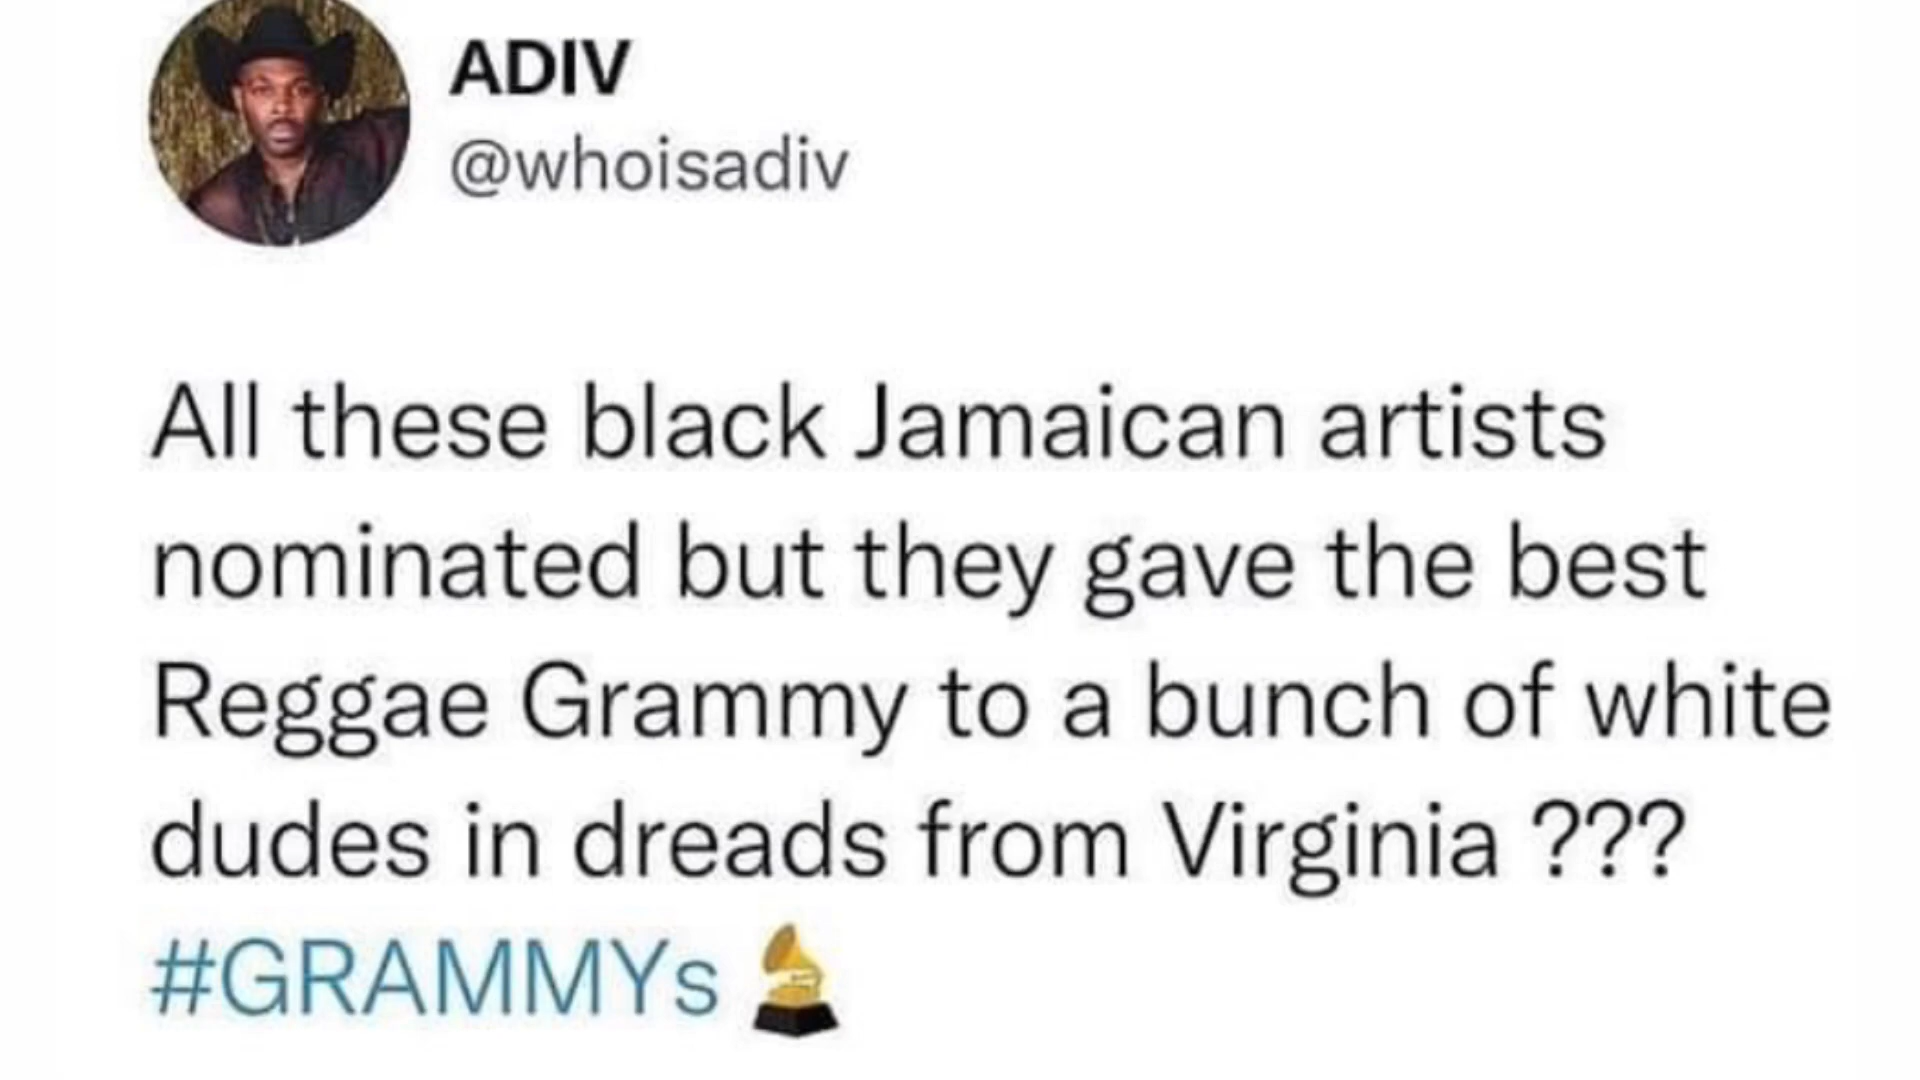 ADIV
@whoisadiv
All these black Jamaican artists
nominated but they gave the best
Reggae Grammy to a bunch of white
dudes in dreads from Virginia ???
#GRAMMYs